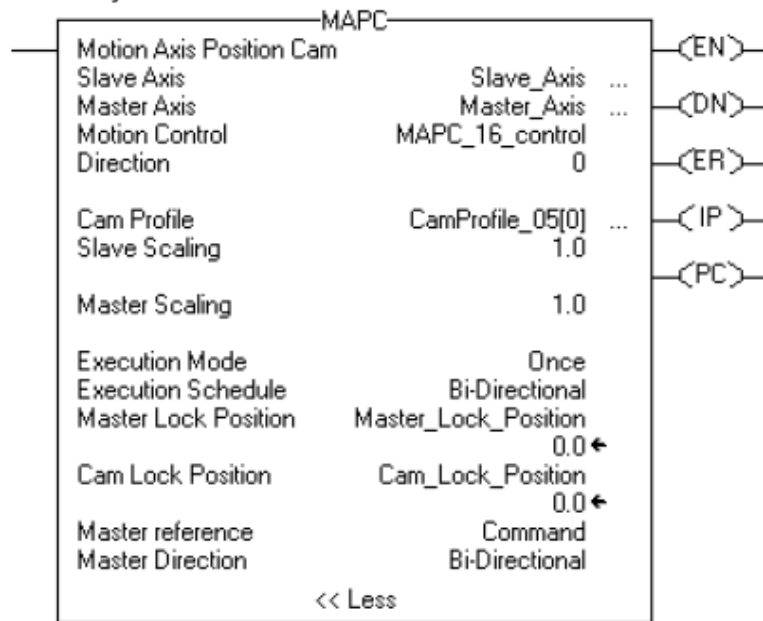 MAPC
Motion Axis Position Cam (EN)
Slave Axis Slave_Axis ...
Master Axis Master_Axis ... (DN)
Motion Control MAPC_16_control
Direction 0 (ER)
Cam Profile CamProfile_05[0] ... (IP)
Slave Scaling 1.0
(PC)
Master Scaling 1.0
Execution Mode Once
Execution Schedule Bi-Directional
Master Lock Position Master_Lock_Position
0.0 ←
Cam Lock Position Cam_Lock_Position
0.0 ←
Master reference Command
Master Direction Bi-Directional
<< Less